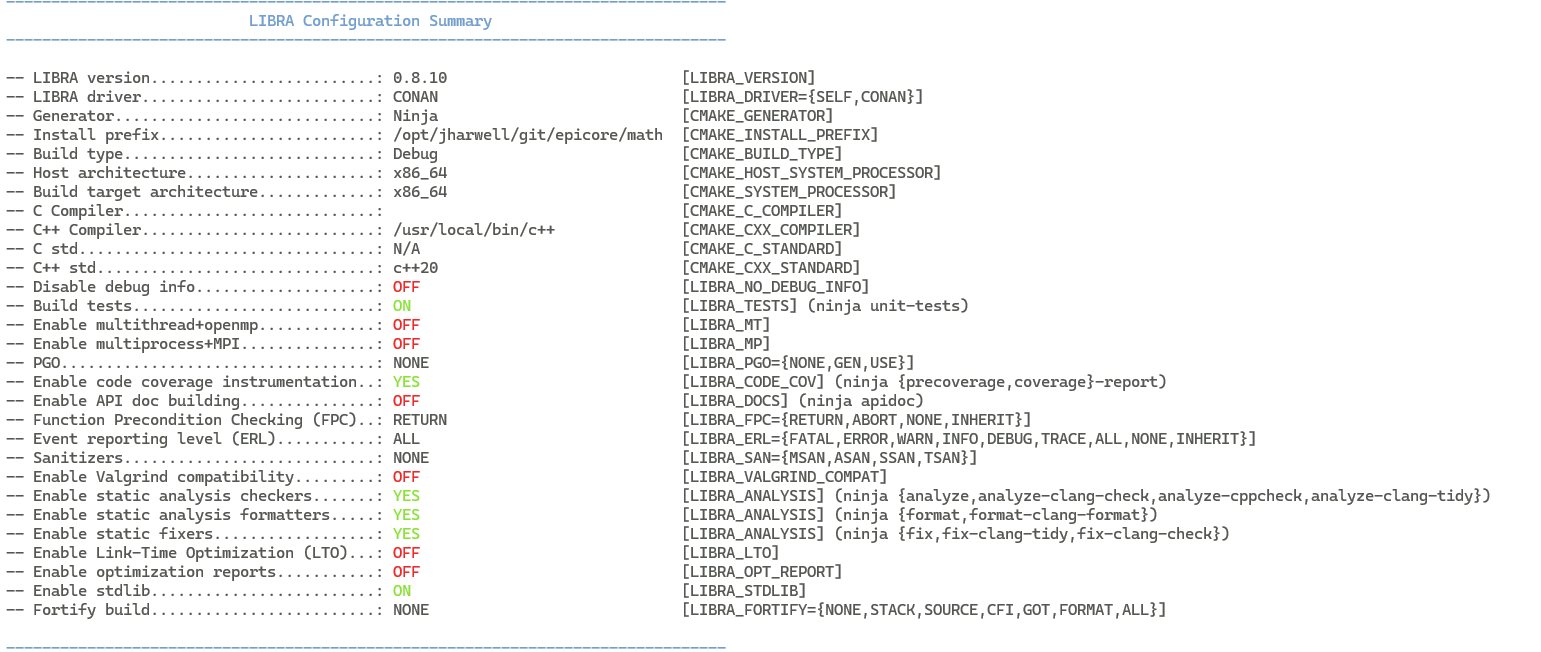 --------------------------------------------------------------------------------
LIBRA Configuration Summary
--------------------------------------------------------------------------------
-- LIBRA version.........................: 0.8.10 [LIBRA_VERSION]
-- LIBRA driver..........................: CONAN [LIBRA_DRIVER={SELF,CONAN}]
-- Generator.............................: Ninja [CMAKE_GENERATOR]
-- Install prefix........................: /opt/jharwell/git/epicore/math [CMAKE_INSTALL_PREFIX]
-- Build type............................: Debug [CMAKE_BUILD_TYPE]
-- Host architecture.....................: x86_64 [CMAKE_HOST_SYSTEM_PROCESSOR]
-- Build target architecture.............: x86_64 [CMAKE_SYSTEM_PROCESSOR]
-- C Compiler............................: [CMAKE_C_COMPILER]
-- C++ Compiler..........................: /usr/local/bin/c++ [CMAKE_CXX_COMPILER]
-- C std.................................: N/A [CMAKE_C_STANDARD]
-- C++ std...............................: c++20 [CMAKE_CXX_STANDARD]
-- Disable debug info....................: OFF [LIBRA_NO_DEBUG_INFO]
-- Build tests...........................: ON [LIBRA_TESTS] (ninja unit-tests)
-- Enable multithread+openmp.............: OFF [LIBRA_MT]
-- Enable multiprocess+MPI...............: OFF [LIBRA_MP]
-- PGO...................................: NONE [LIBRA_PGO={NONE,GEN,USE}]
-- Enable code coverage instrumentation..: YES [LIBRA_CODE_COV] (ninja {precoverage,coverage}-report)
-- Enable API doc building...............: OFF [LIBRA_DOCS] (ninja apidoc)
-- Function Precondition Checking (FPC)..: RETURN [LIBRA_FPC={RETURN,ABORT,NONE,INHERIT}]
-- Event reporting level (ERL)...........: ALL [LIBRA_ERL={FATAL,ERROR,WARN,INFO,DEBUG,TRACE,ALL,NONE,INHERIT}]
-- Sanitizers............................: NONE [LIBRA_SAN={MSAN,ASAN,SSAN,TSAN}]
-- Enable Valgrind compatibility.........: OFF [LIBRA_VALGRIND_COMPAT]
-- Enable static analysis checkers.......: YES [LIBRA_ANALYSIS] (ninja {analyze,analyze-clang-check,analyze-cppcheck,analyze-clang-tidy})
-- Enable static analysis formatters.....: YES [LIBRA_ANALYSIS] (ninja {format,format-clang-format})
-- Enable static fixers..................: YES [LIBRA_ANALYSIS] (ninja {fix,fix-clang-tidy,fix-clang-check})
-- Enable Link-Time Optimization (LTO)...: OFF [LIBRA_LTO]
-- Enable optimization reports...........: OFF [LIBRA_OPT_REPORT]
-- Enable stdlib.........................: ON [LIBRA_STDLIB]
-- Fortify build.........................: NONE [LIBRA_FORTIFY={NONE,STACK,SOURCE,CFI,GOT,FORMAT,ALL}]
--------------------------------------------------------------------------------